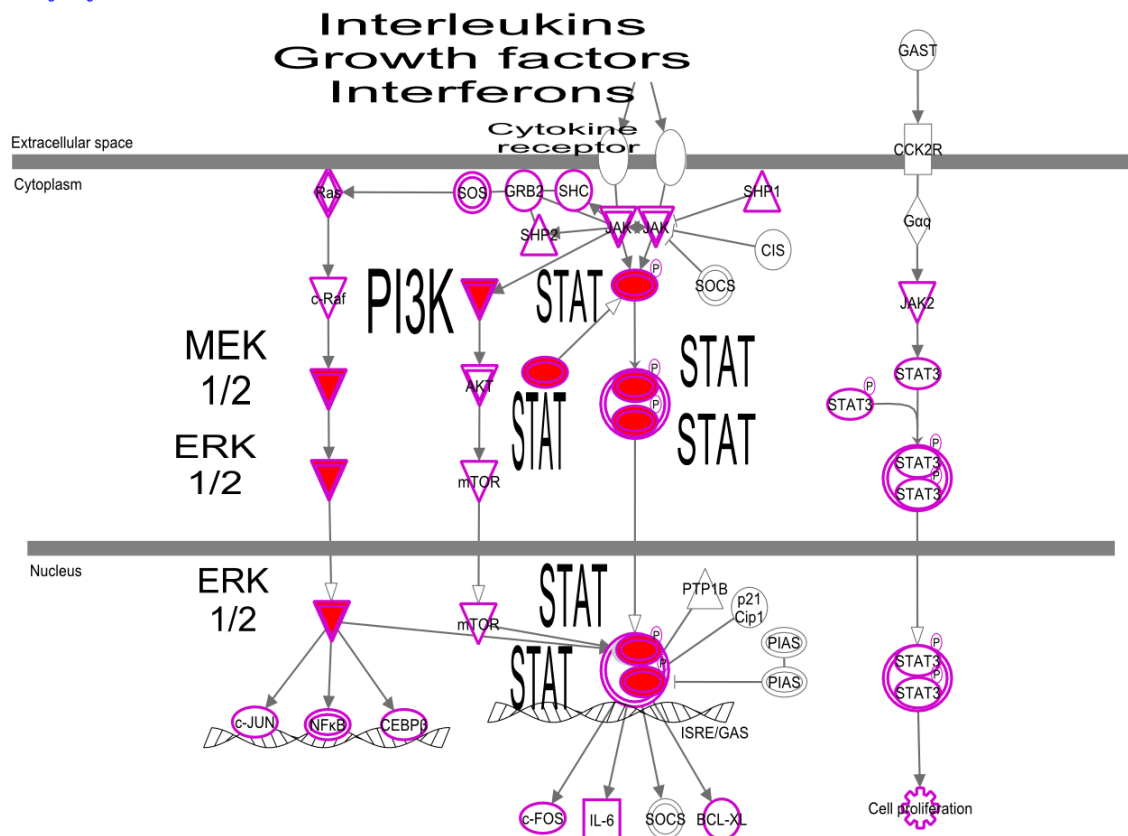 Interleukins
Growth factors
Interferons
GAST
Cytokine
receptor
Extracellular space
CCK2R
Cytoplasm
Ras
SOS
GRB2
SHC
SHP1
SHP2
JAK
JAK
Gαq
CIS
P
c-Raf
PI3K
STAT
SOCS
JAK2
MEK
1/2
AKT
STAT
P
P
STAT
STAT
STAT3
P
STAT3
ERK
1/2
mTOR
P
STAT3
P
STAT3
Nucleus
ERK
1/2
mTOR
STAT
STAT
P
P
PTP1B
p21
Cip1
PIAS
PIAS
P
STAT3
P
STAT3
c-JUN
NFκB
CEBPβ
ISRE/GAS
c-FOS
IL-6
SOCS
BCL-XL
Cell proliferation